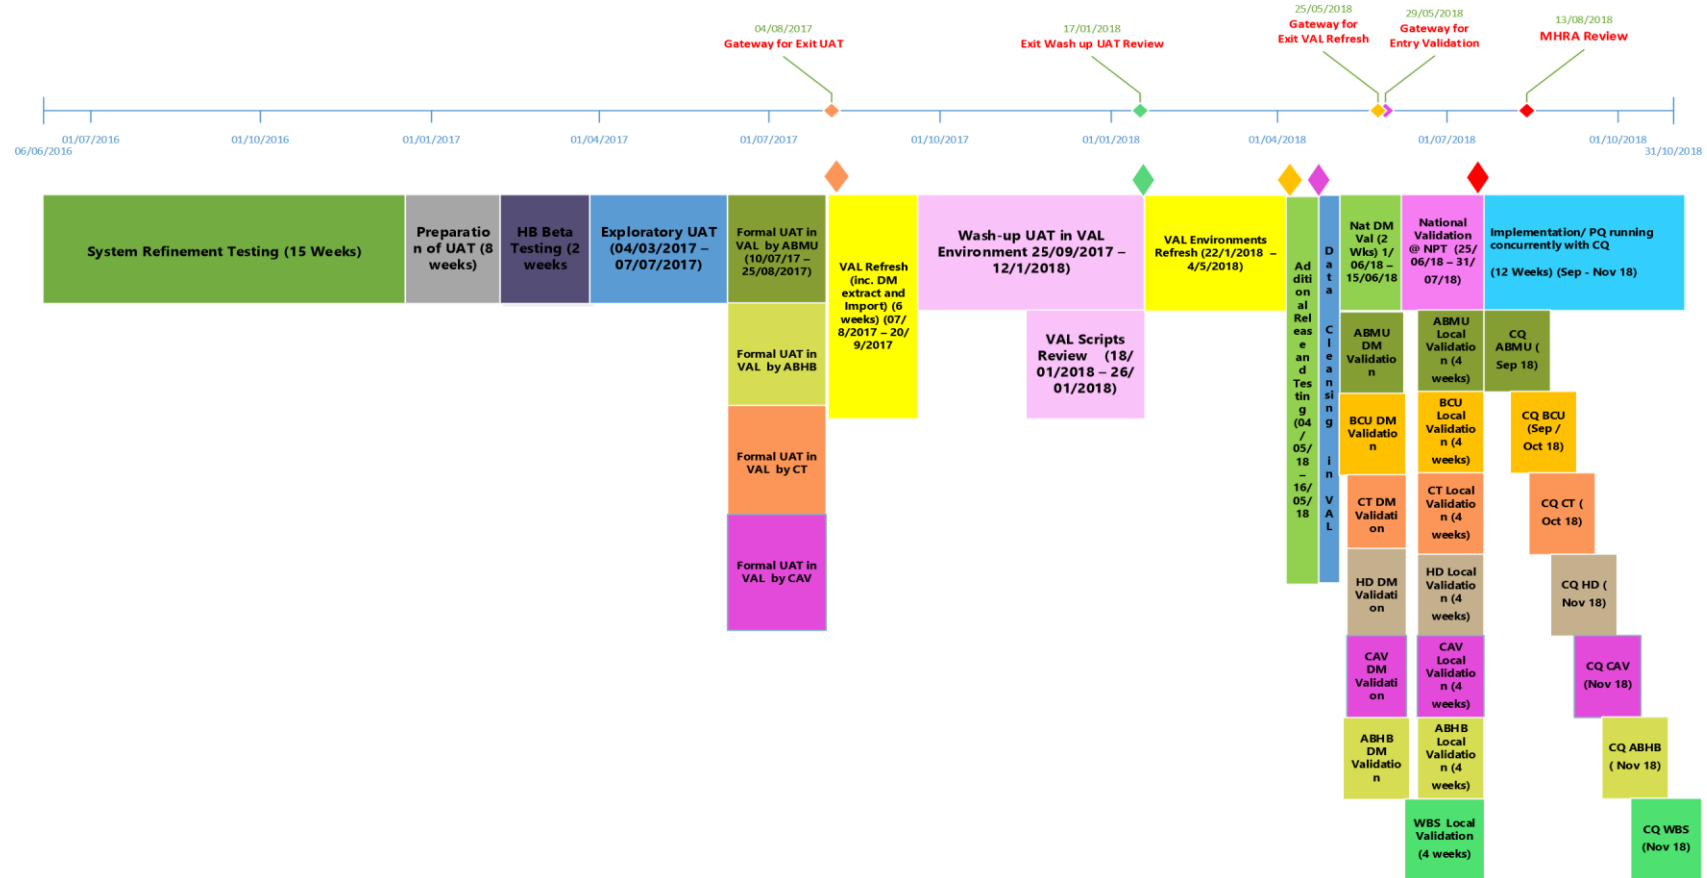 25/05/2018
Gateway for
Exit VAL Refresh
29/05/2018
Gateway for
Entry Validation
13/08/2018
MHRA Review
04/08/2017
Gateway for Exit UAT
17/01/2018
Exit Wash up UAT Review
01/07/2016
01/10/2016
01/01/2017
01/04/2017
01/07/2017
01/10/2017
01/01/2018
01/04/2018
01/07/2018
01/10/2018
06/06/2016
31/10/2018
System Refinement Testing (15 Weeks)
Preparatio
n of UAT (8
weeks)
HB Beta
Testing (2
weeks
Exploratory UAT
(04/03/2017 –
07/07/2017)
Formal UAT in
VAL by ABMU
(10/07/17 –
25/08/2017)
Formal UAT in
VAL by ABHB
Formal UAT in
VAL by CT
Formal UAT in
VAL by CAV
VAL Refresh
(inc. DM
extract and
Import) (6
weeks) (07/
8/2017 – 20/
9/2017
Wash-up UAT in VAL
Environment 25/09/2017 –
12/1/2018)
VAL Scripts
Review (18/
01/2018 – 26/
01/2018)
VAL Environments
Refresh (22/1/2018 –
4/5/2018)
Ad
diti
on
al
Rel
eas
e
an
d
Tes
tin
g
(04
/
05/
18
–
16/
05/
18
D
a
t
a
C
l
e
a
n
si
n
g
i
n
V
A
L
Nat DM
Val (2
Wks) 1/
06/18 –
15/06/18
ABMU
DM
Validatio
n
BCU DM
Validatio
n
CT DM
Validati
on
HD DM
Validati
on
CAV
DM
Validati
on
ABHB
DM
Validatio
n
National
Validation
@ NPT (25/
06/18 – 31/
07/18)
ABMU
Local
Validatio
n (4
weeks)
BCU
Local
Validatio
n (4
weeks)
CT Local
Validatio
n (4
weeks)
HD Local
Validatio
n (4
weeks)
CAV
Local
Validatio
n (4
weeks)
ABHB
Local
Validatio
n (4
weeks)
WBS Local
Validation
(4 weeks)
Implementation/ PQ running
concurrently with CQ
(12 Weeks) (Sep - Nov 18)
CQ
ABMU (
Sep 18)
CQ BCU
(Sep /
Oct 18)
CQ CT (
Oct 18)
CQ HD (
Nov 18)
CQ CAV
(Nov 18)
CQ ABHB
( Nov 18)
CQ WBS
(Nov 18)